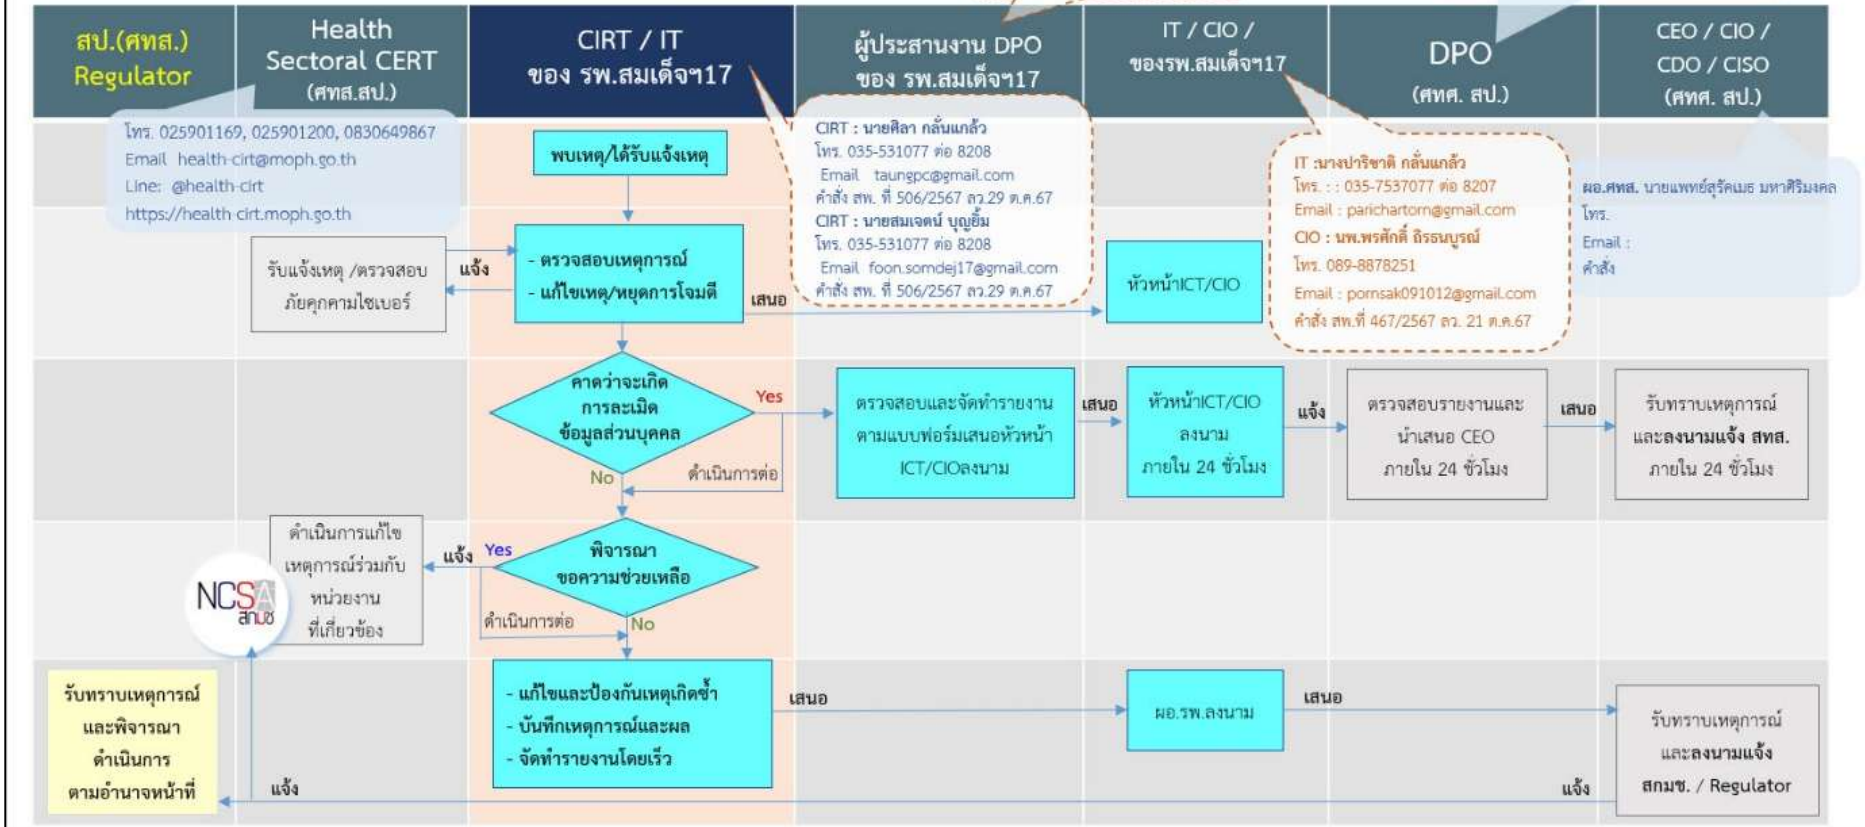 สป.(ศทส.)
Regulator
Health
Sectoral CERT
(ศทส.สป.)
CIRT / IT
ของ รพ.สมเด็จฯ17
ผู้ประสานงาน DPO
ของ รพ.สมเด็จฯ17
IT / CIO /
ของรพ.สมเด็จฯ17
DPO
(ศทศ. สป.)
CEO / CIO /
CDO / CISO
(ศทศ. สป.)
โทร. 025901169, 025901200, 0830649867
Email health-cirt@moph.go.th
Line: @health-cirt
https://health-cirt.moph.go.th
พบเหตุ/ได้รับแจ้งเหตุ
CIRT : นายศิลา กลั่นแกล้ว
โทร. 035-531077 ต่อ 8208
Email taungpc@gmail.com
คำสั่ง สพ. ที่ 506/2567 ลว.29 ต.ค.67
CIRT : นายสมเจตน์ บุญยิ้ม
โทร. 035-531077 ต่อ 8208
Email foon.somdej17@gmail.com
คำสั่ง สพ. ที่ 506/2567 ลว.29 ต.ค.67
IT :นางปาริชาติ กลั่นแกล้ว
โทร. : : 035-7537077 ต่อ 8207
Email : parichartorn@gmail.com
CIO : นพ.พรศักดิ์ ถิรธนบูรณ์
โทร. 089-8878251
Email : pornsak091012@gmail.com
คำสั่ง สพ.ที่ 467/2567 ลว. 21 ต.ค.67
ผอ.ศทส. นายแพทย์สุรัคเมธ มหาศิริมงคล
โทร.
Email :
คำสั่ง
รับแจ้งเหตุ /ตรวจสอบ
ภัยคุกคามไซเบอร์
แจ้ง
- ตรวจสอบเหตุการณ์
- แก้ไขเหตุ/หยุดการโจมตี
เสนอ
หัวหน้าICT/CIO
คาดว่าจะเกิด
การละเมิด
ข้อมูลส่วนบุคคล
Yes
No
ดำเนินการต่อ
ตรวจสอบและจัดทำรายงาน
ตามแบบฟอร์มเสนอหัวหน้า
ICT/CIOลงนาม
เสนอ
หัวหน้าICT/CIO
ลงนาม
ภายใน 24 ชั่วโมง
แจ้ง
ตรวจสอบรายงานและ
นำเสนอ CEO
ภายใน 24 ชั่วโมง
เสนอ
รับทราบเหตุการณ์
และลงนามแจ้ง สทส.
ภายใน 24 ชั่วโมง
ดำเนินการแก้ไข
เหตุการณ์ร่วมกับ
หน่วยงาน
ที่เกี่ยวข้อง
NCSA
สกมช
แจ้ง
Yes
พิจารณา
ขอความช่วยเหลือ
ดำเนินการต่อ
No
รับทราบเหตุการณ์
และพิจารณา
ดำเนินการ
ตามอำนาจหน้าที่
- แก้ไขและป้องกันเหตุเกิดซ้ำ
- บันทึกเหตุการณ์และผล
- จัดทำรายงานโดยเร็ว
เสนอ
ผอ.รพ.ลงนาม
เสนอ
รับทราบเหตุการณ์
และลงนามแจ้ง
สกมช. / Regulator
แจ้ง
แจ้ง